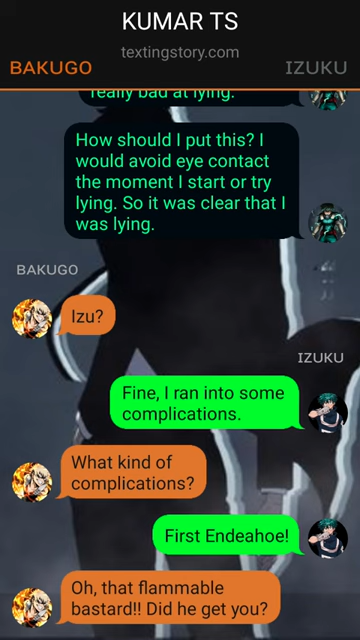 KUMAR TS
textingstory.com
BAKUGO
IZUKU
really bad at lying.
How should I put this? I
would avoid eye contact
the moment I start or try
lying. So it was clear that I
was lying.
BAKUGO
Izu?
IZUKU
Fine, I ran into some
complications.
What kind of
complications?
First Endeahoe!
Oh, that flammable
bastard!! Did he get you?